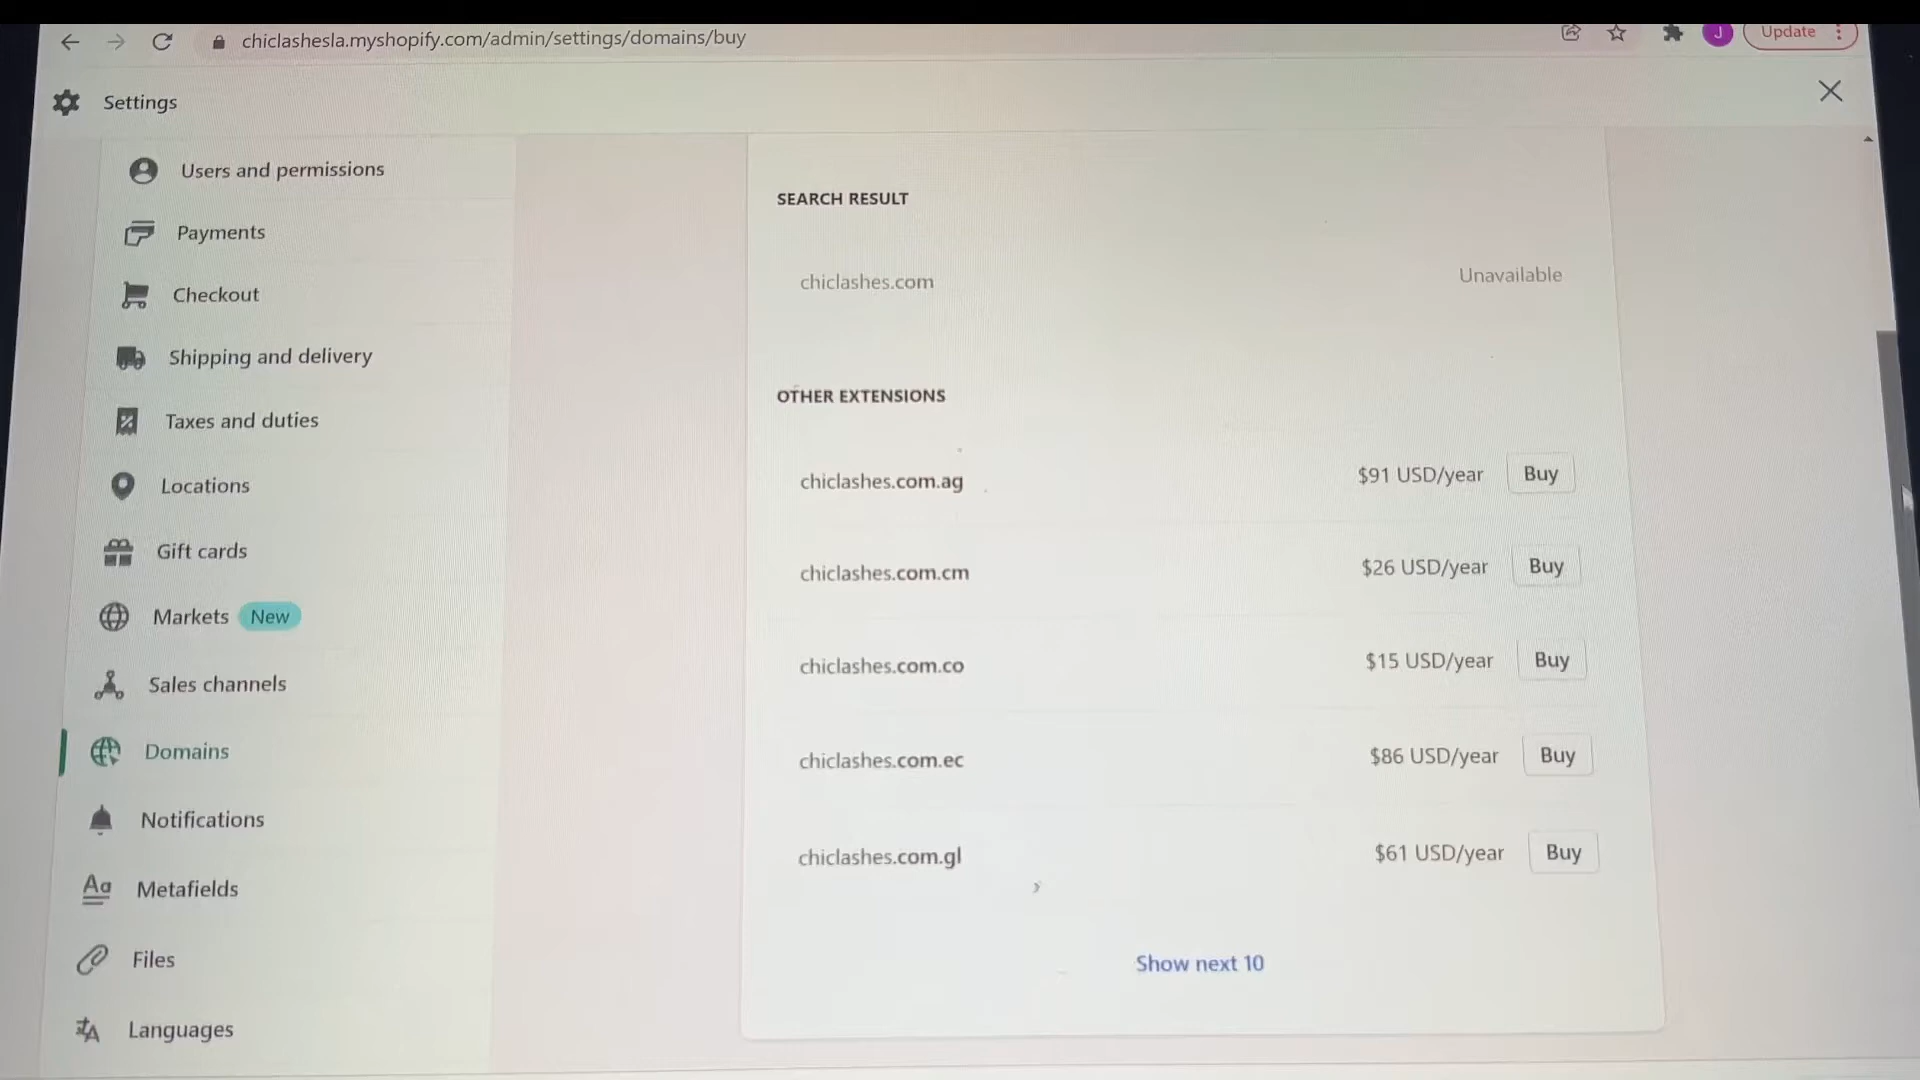 chiclashesla.myshopify.com/admin/settings/domains/buy
J
Update
Settings
Users and permissions
Payments
Checkout
Shipping and delivery
Taxes and duties
Locations
Gift cards
Markets New
Sales channels
Domains
Notifications
Metafields
Files
Languages
SEARCH RESULT
chiclashes.com Unavailable
OTHER EXTENSIONS
chiclashes.com.ag $91 USD/year Buy
chiclashes.com.cm $26 USD/year Buy
chiclashes.com.co $15 USD/year Buy
chiclashes.com.ec $86 USD/year Buy
chiclashes.com.gl $61 USD/year Buy
Show next 10